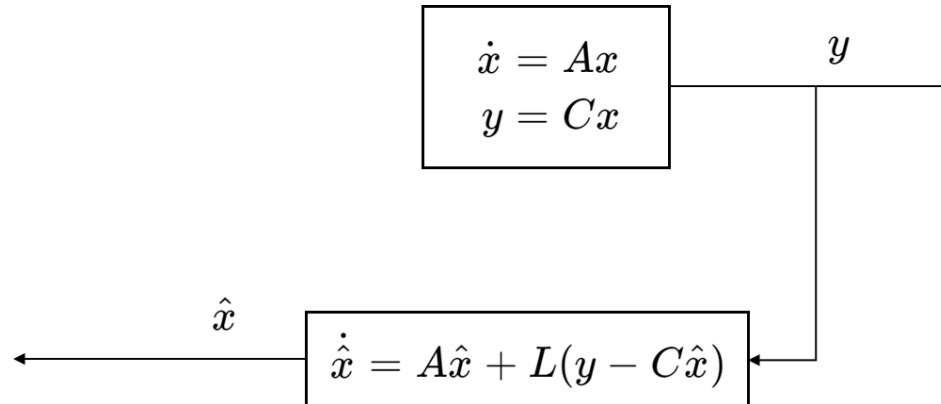 ẋ = Ax
y = Cx
y
x̂
x̂̇ = Ax̂ + L(y − Cx̂)